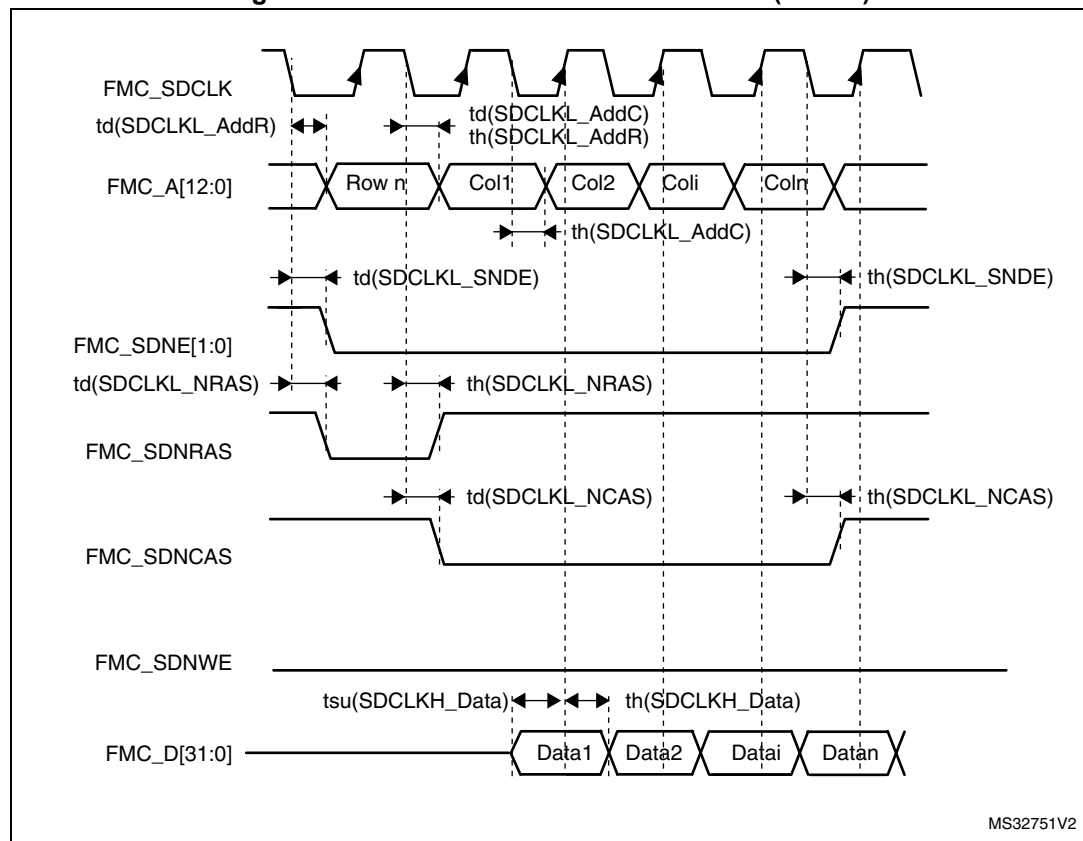 FMC_SDCLK
td(SDCLKL_AddR)
td(SDCLKL_AddC)
th(SDCLKL_AddR)
FMC_A[12:0]
Row n
Col1
Col2
Coli
Coln
th(SDCLKL_AddC)
td(SDCLKL_SNDE)
th(SDCLKL_SNDE)
FMC_SDNE[1:0]
td(SDCLKL_NRAS)
th(SDCLKL_NRAS)
FMC_SDNRAS
td(SDCLKL_NCAS)
th(SDCLKL_NCAS)
FMC_SDNCAS
FMC_SDNWE
tsu(SDCLKH_Data)
th(SDCLKH_Data)
FMC_D[31:0]
Data1
Data2
Datai
Datan
MS32751V2